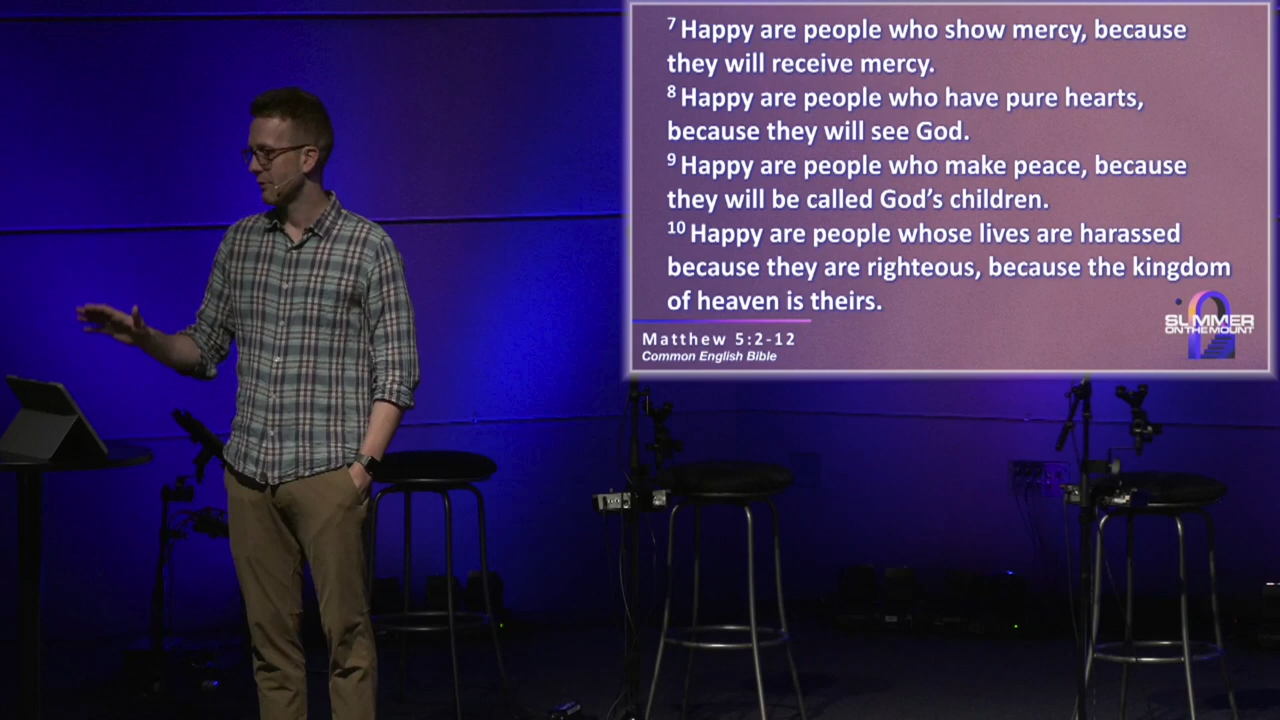 7 Happy are people who show mercy, because
they will receive mercy.
8 Happy are people who have pure hearts,
because they will see God.
9 Happy are people who make peace, because
they will be called God's children.
10 Happy are people whose lives are harassed
because they are righteous, because the kingdom
of heaven is theirs.
Matthew 5:2-12
Common English Bible
SUMMER
ON THE MOUNT